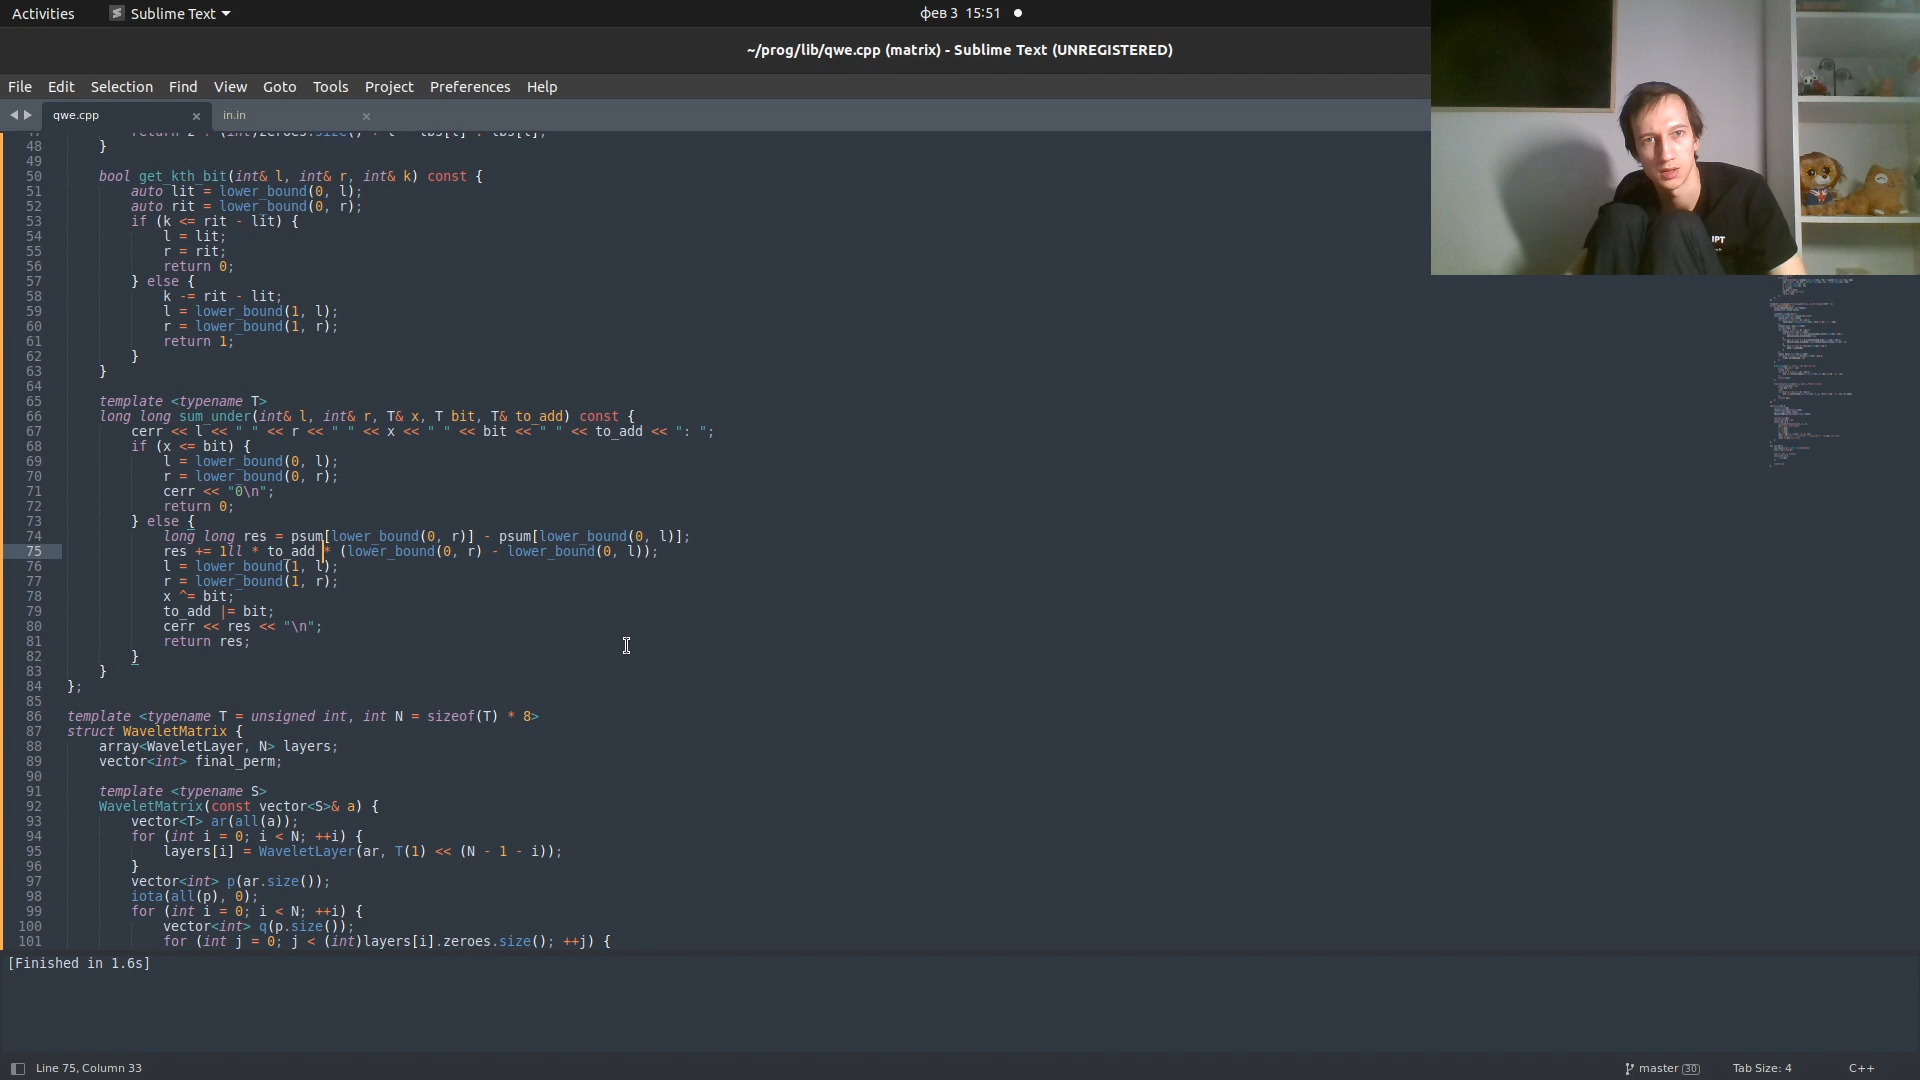 Activities
Sublime Text
фев 3 15:51
~/prog/lib/qwe.cpp (matrix) - Sublime Text (UNREGISTERED)
File Edit Selection Find View Goto Tools Project Preferences Help
qwe.cpp ×
in.in ×
48 }
49
50 bool get_kth_bit(int& l, int& r, int& k) const {
51 auto lit = lower_bound(0, l);
52 auto rit = lower_bound(0, r);
53 if (k <= rit - lit) {
54 l = lit;
55 r = rit;
56 return 0;
57 } else {
58 k -= rit - lit;
59 l = lower_bound(1, l);
60 r = lower_bound(1, r);
61 return 1;
62 }
63 }
64
65 template <typename T>
66 long long sum_under(int& l, int& r, T& x, T bit, T& to_add) const {
67 cerr << l << " " << r << " " << x << " " << bit << " " << to_add << ": ";
68 if (x <= bit) {
69 l = lower_bound(0, l);
70 r = lower_bound(0, r);
71 cerr << "0\n";
72 return 0;
73 } else {
74 long long res = psum[lower_bound(0, r)] - psum[lower_bound(0, l)];
75 res += 1ll * to_add * (lower_bound(0, r) - lower_bound(0, l));
76 l = lower_bound(1, l);
77 r = lower_bound(1, r);
78 x ^= bit;
79 to_add |= bit;
80 cerr << res << "\n";
81 return res;
82 }
83 }
84 };
85
86 template <typename T = unsigned int, int N = sizeof(T) * 8>
87 struct WaveletMatrix {
88 array<WaveletLayer, N> layers;
89 vector<int> final_perm;
90
91 template <typename S>
92 WaveletMatrix(const vector<S>& a) {
93 vector<T> ar(all(a));
94 for (int i = 0; i < N; ++i) {
95 layers[i] = WaveletLayer(ar, T(1) << (N - 1 - i));
96 }
97 vector<int> p(ar.size());
98 iota(all(p), 0);
99 for (int i = 0; i < N; ++i) {
100 vector<int> q(p.size());
101 for (int j = 0; j < (int)layers[i].zeroes.size(); ++j) {
[Finished in 1.6s]
Line 75, Column 33
master 30
Tab Size: 4
C++